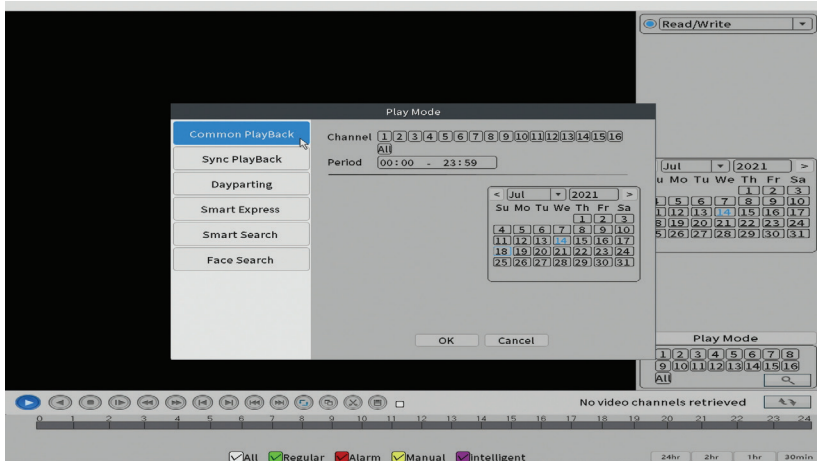 Read/Write
Play Mode
Common PlayBack
Sync PlayBack
Dayparting
Smart Express
Smart Search
Face Search
Channel 1 2 3 4 5 6 7 8 9 10 11 12 13 14 15 16
All
Period 00:00 - 23:59
< Jul 2021 >
Su Mo Tu We Th Fr Sa
1 2 3
4 5 6 7 8 9 10
11 12 13 14 15 16 17
18 19 20 21 22 23 24
25 26 27 28 29 30 31
OK Cancel
Jul 2021 >
u Mo Tu We Th Fr Sa
1 2 3
5 6 7 8 9 10
1 12 13 14 15 16 17
8 19 20 21 22 23 24
5 26 27 28 29 30 31
Play Mode
1 2 3 4 5 6 7 8
9 10 11 12 13 14 15 16
All
No video channels retrieved
0 1 2 3 4 5 6 7 8 9 10 11 12 13 14 15 16 17 18 19 20 21 22 23 24
All Regular Alarm Manual Intelligent
24hr 2hr 1hr 30min